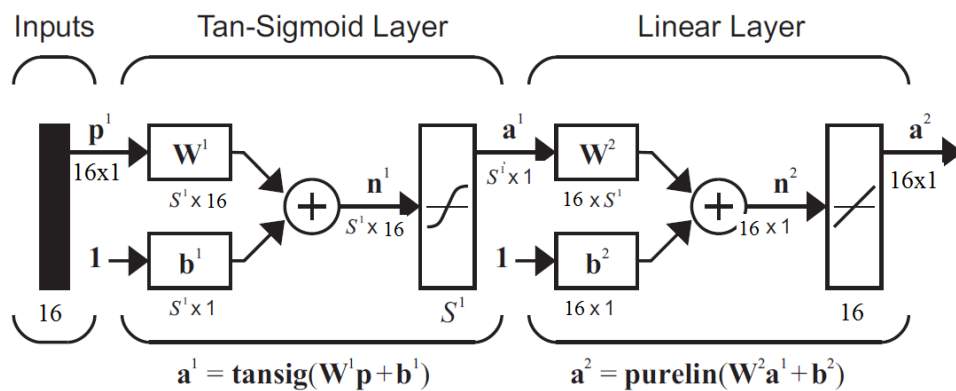 Inputs Tan-Sigmoid Layer Linear Layer
p¹ a¹ a²
W¹ W²
16x1 n¹ S¹x 1 n² 16x1
S¹x 16 16 x S¹
S¹x 16 16 x 1
1 b¹ 1 b²
S¹x 1 16 x 1
16 S¹ 16
a¹ = tansig(W¹p+b¹) a² = purelin(W²a¹+b²)